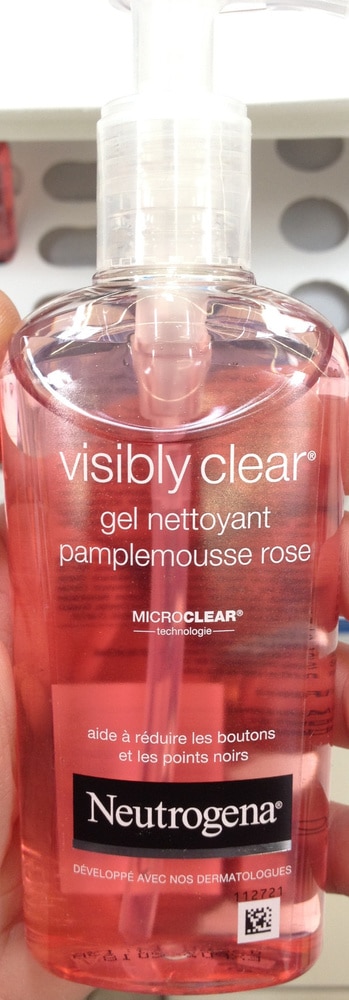 visibly clear®
gel nettoyant
pamplemousse rose
MICROCLEAR®
technologie
aide à réduire les boutons
et les points noirs
Neutrogena®
DÉVELOPPÉ AVEC NOS DERMATOLOGUES
112721